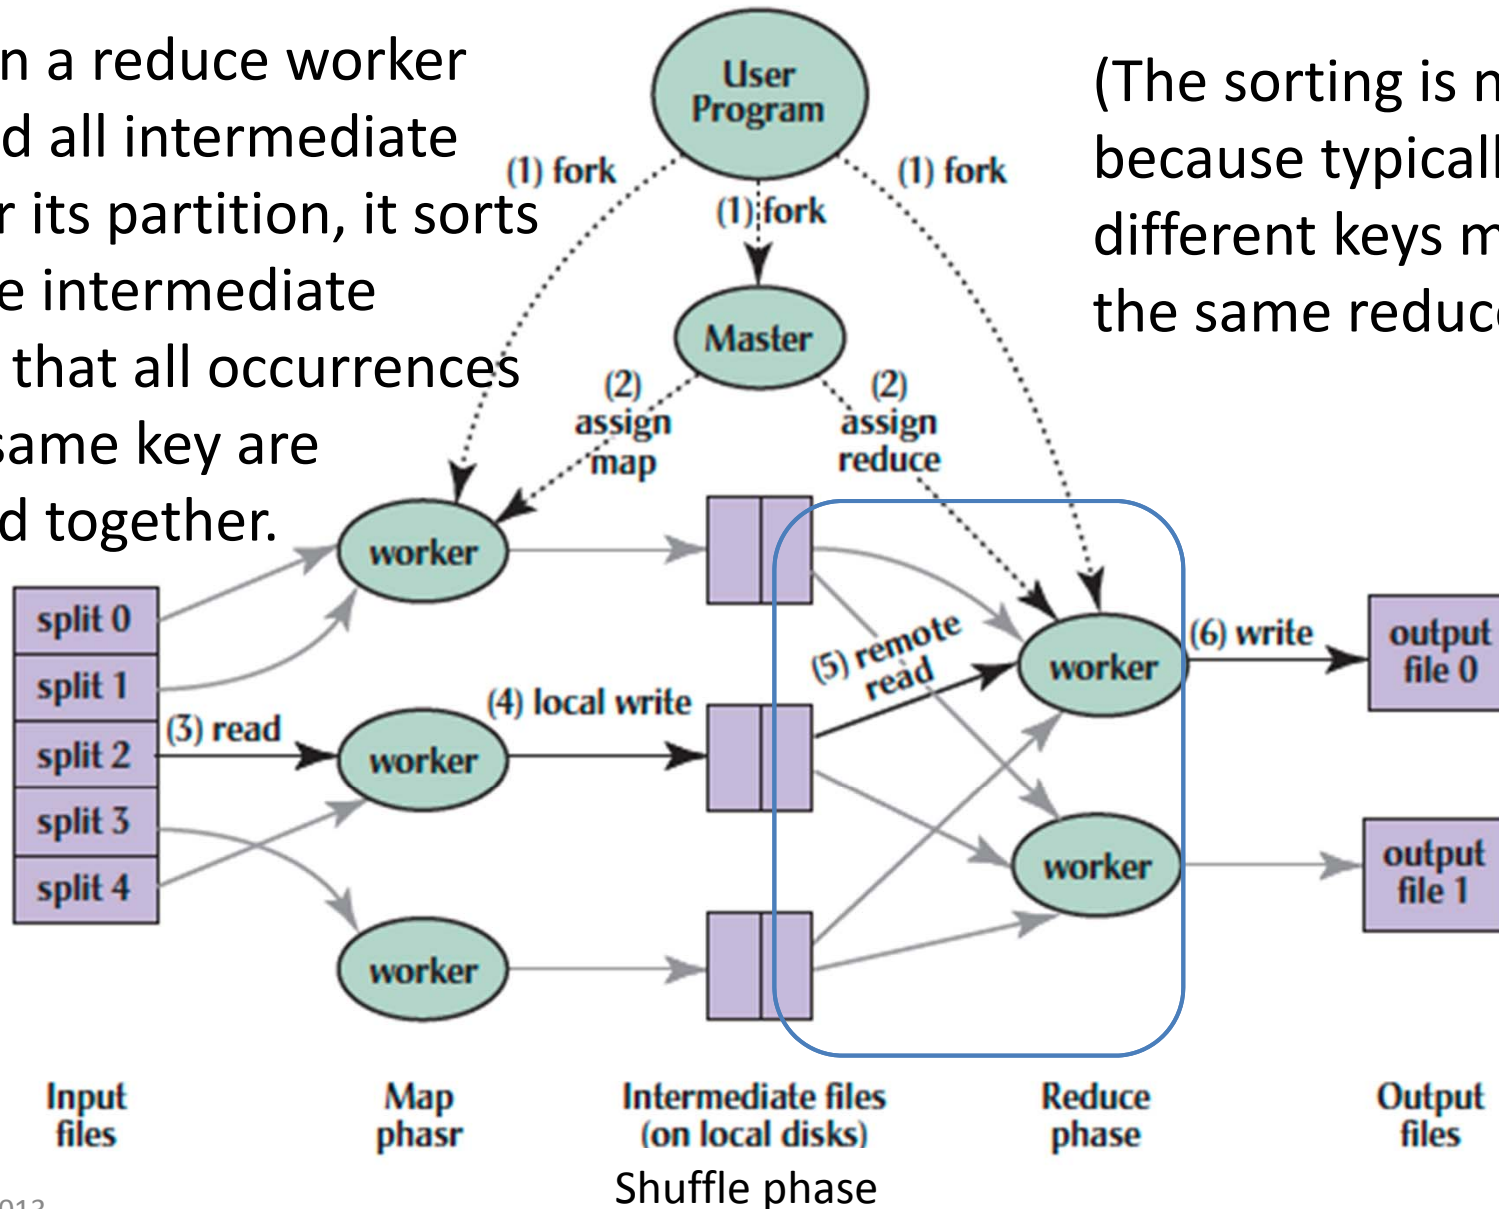 n a reduce worker
d all intermediate
r its partition, it sorts
e intermediate
that all occurrences
same key are
d together.
(The sorting is n
because typicall
different keys m
the same reduc
User
Program
(1) fork
(1) fork
(1) fork
Master
(2)
assign
map
(2)
assign
reduce
split 0
split 1
split 2
split 3
split 4
(3) read
worker
worker
worker
(4) local write
(5) remote
read
worker
worker
(6) write
output
file 0
output
file 1
Input
files
Map
phasr
Intermediate files
(on local disks)
Reduce
phase
Output
files
Shuffle phase